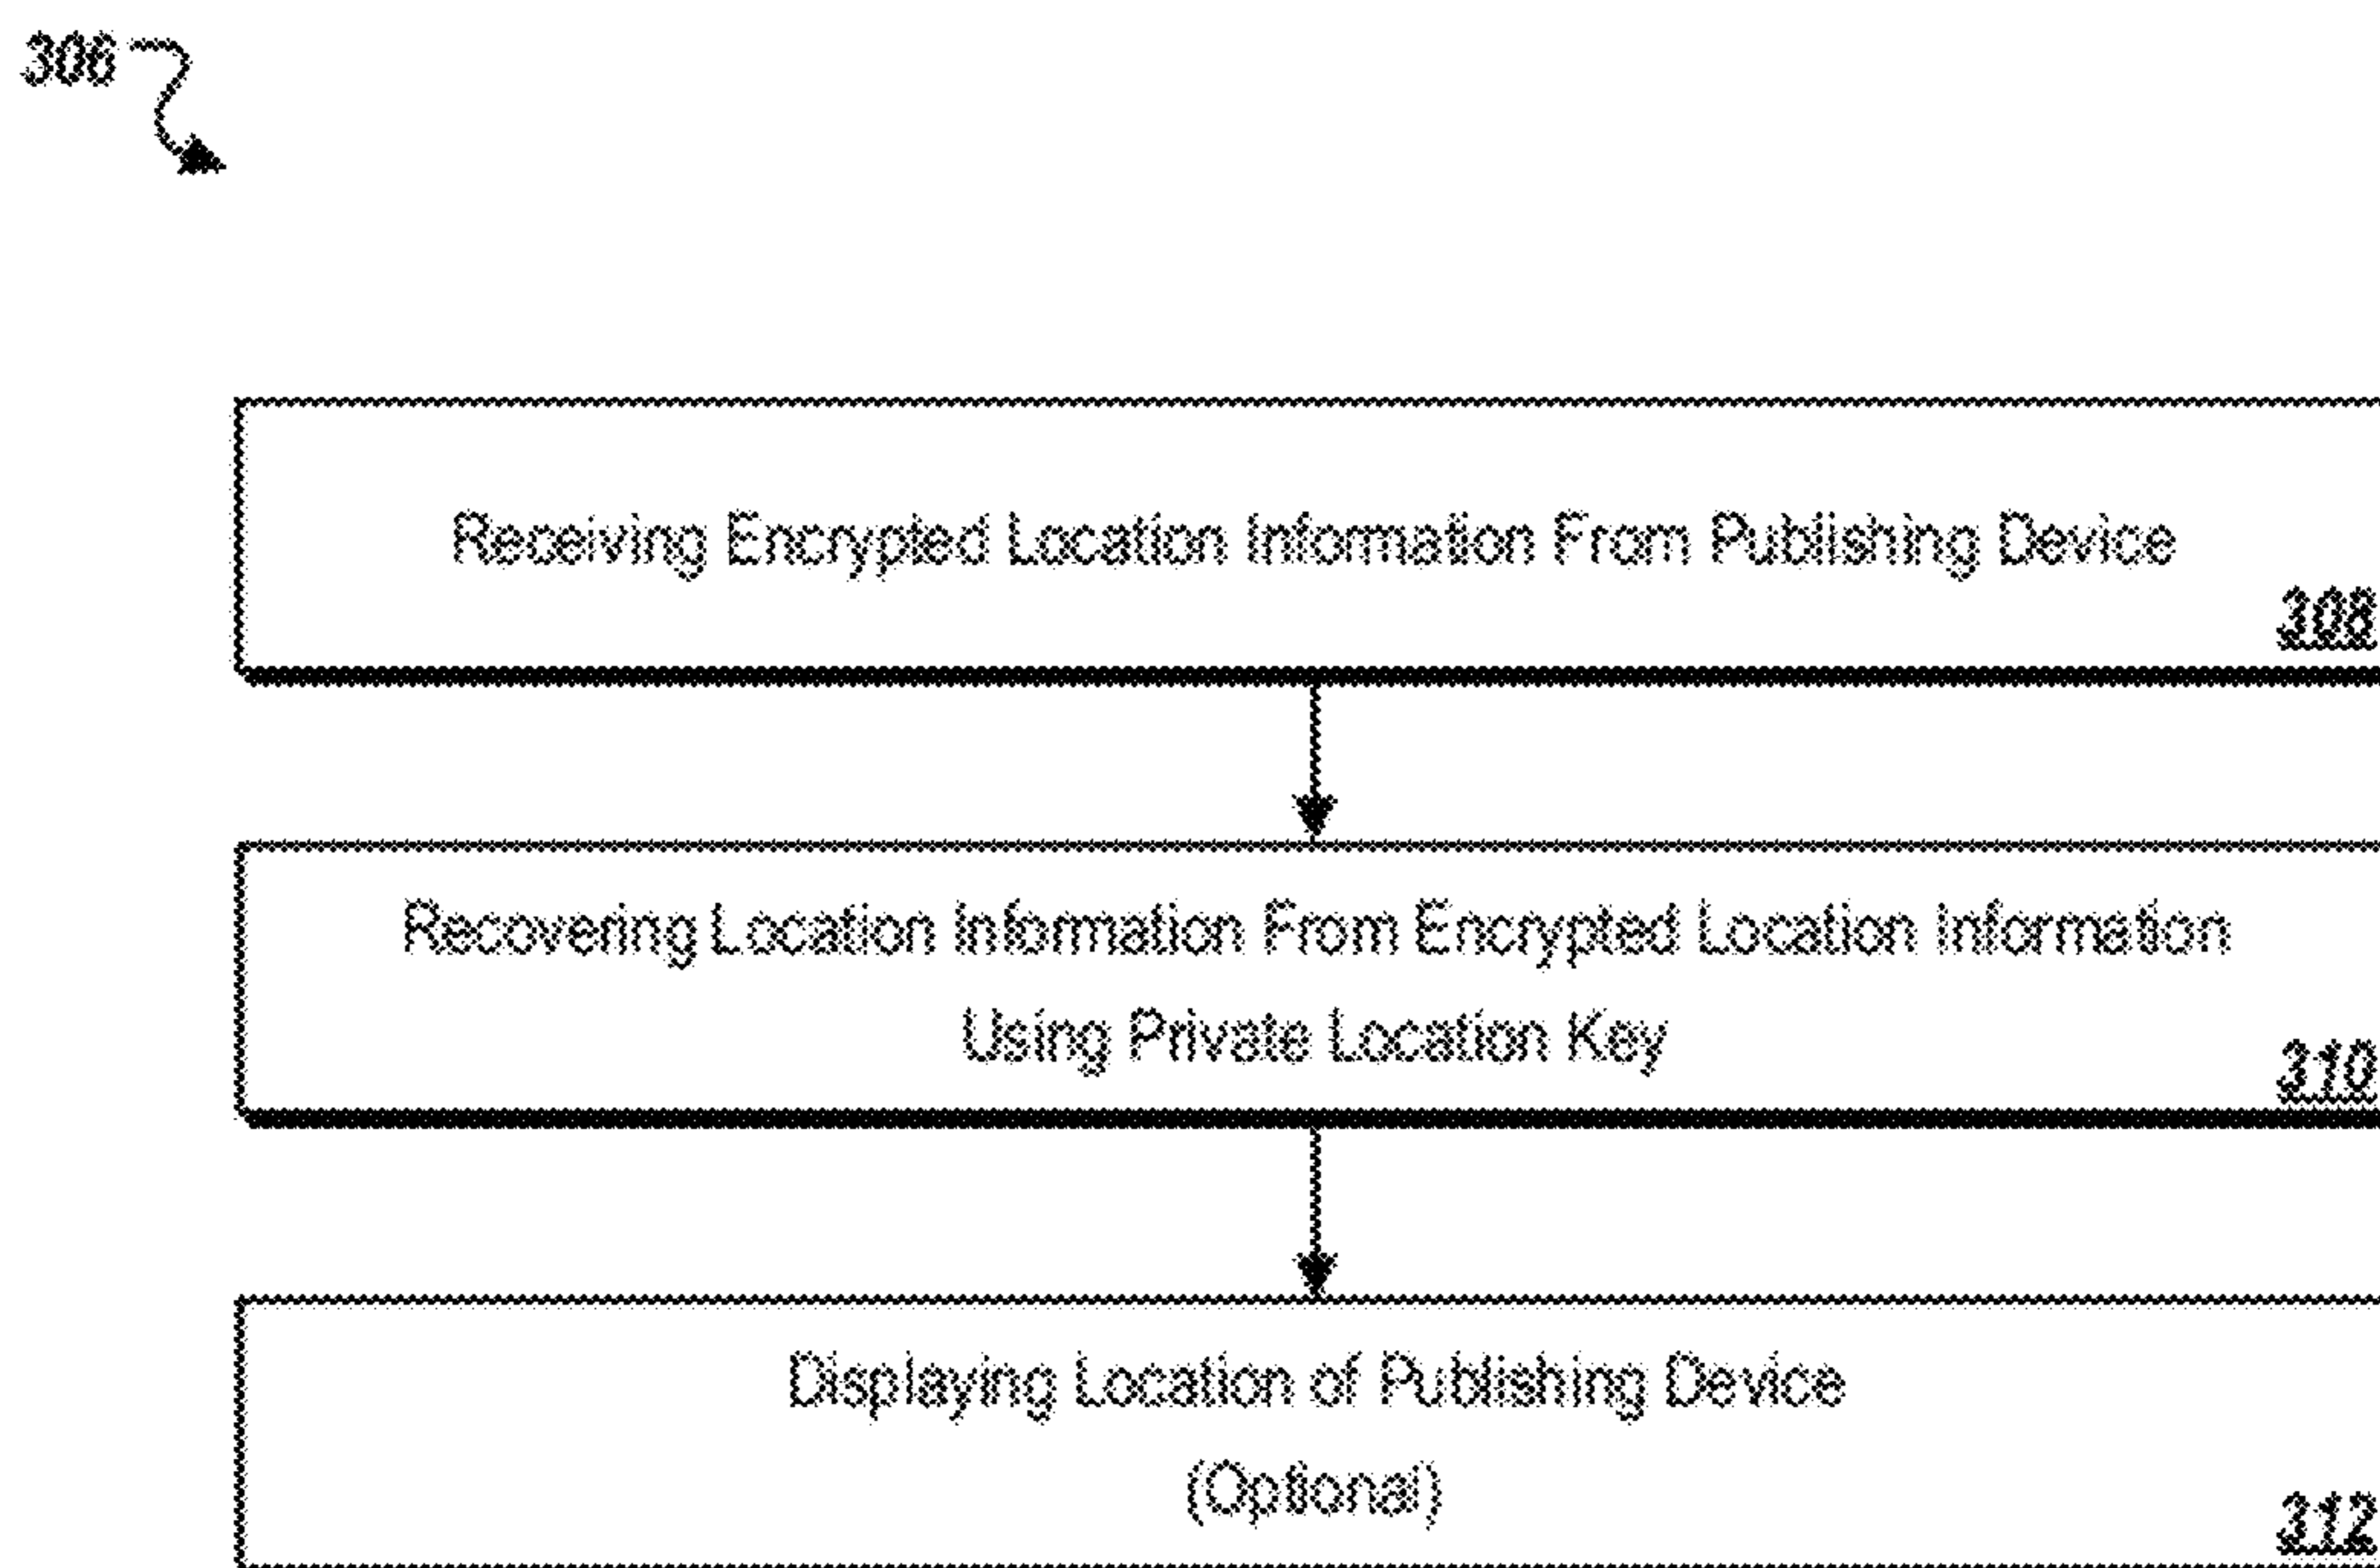 306
Receiving Encrypted Location Information From Publishing Device
308
Recovering Location Information From Encrypted Location Information
Using Private Location Key
310
Displaying Location of Publishing Device
(Optional)
312